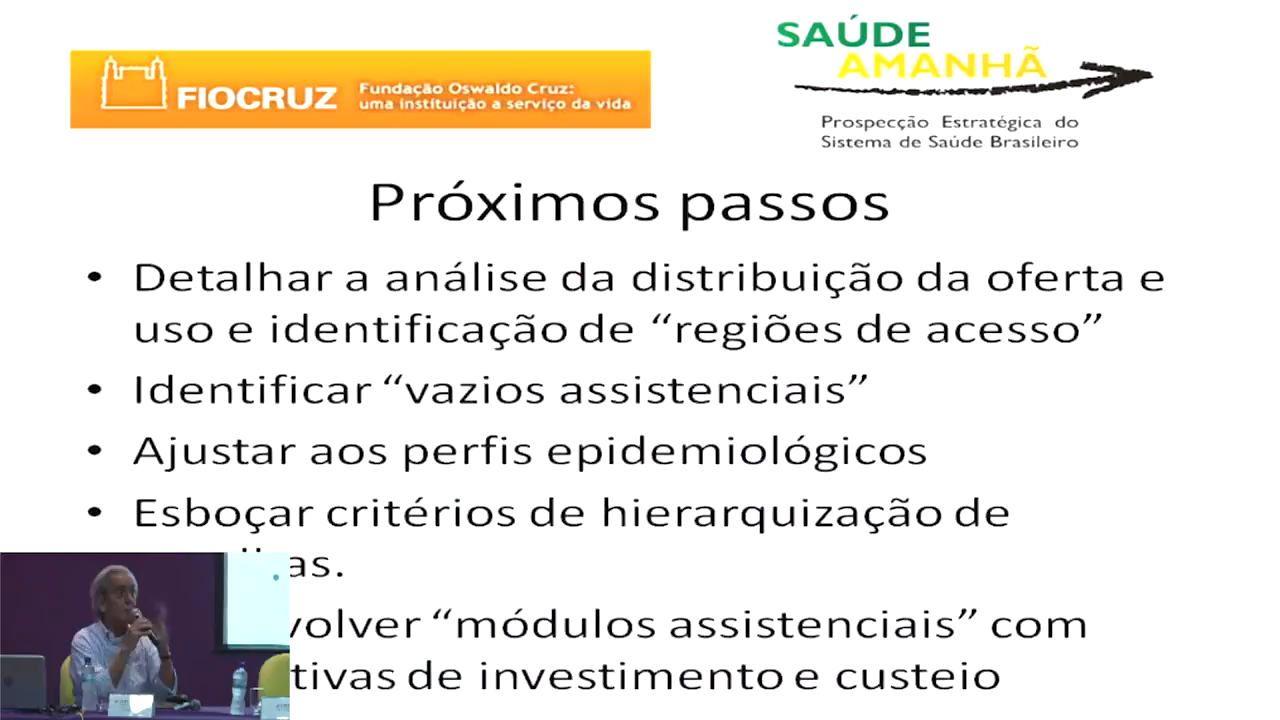 SAÚDE
AMANHÃ
FIOCRUZ
Fundação Oswaldo Cruz:
uma instituição a serviço da vida
Prospecção Estratégica do
Sistema de Saúde Brasileiro
Próximos passos
• Detalhar a análise da distribuição da oferta e
uso e identificação de “regiões de acesso”
• Identificar “vazios assistenciais”
• Ajustar aos perfis epidemiológicos
• Esboçar critérios de hierarquização de
as.
volver “módulos assistenciais” com
tivas de investimento e custeio